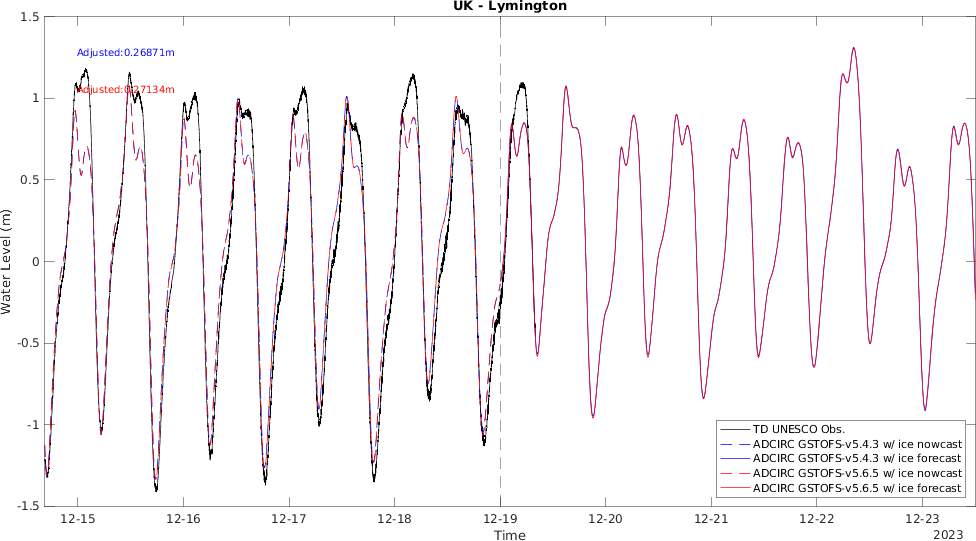 UK - Lymington
Adjusted:0.26871m
Adjusted:0.27134m
Water Level (m)
1.5
1
0.5
0
-0.5
-1
-1.5
12-15 12-16 12-17 12-18 12-19 12-20 12-21 12-22 12-23
Time
2023
TD UNESCO Obs.
ADCIRC GSTOFS-v5.4.3 w/ ice nowcast
ADCIRC GSTOFS-v5.4.3 w/ ice forecast
ADCIRC GSTOFS-v5.6.5 w/ ice nowcast
ADCIRC GSTOFS-v5.6.5 w/ ice forecast